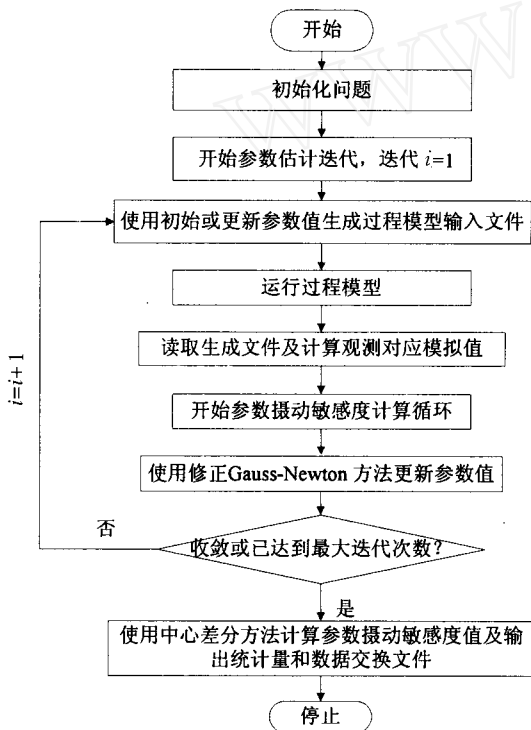 开始
WWW
初始化问题
开始参数估计迭代，迭代 i=1
使用初始或更新参数值生成过程模型输入文件
运行过程模型
读取生成文件及计算观测对应模拟值
开始参数摄动敏感度计算循环
使用修正Gauss-Newton 方法更新参数值
i=i+1
否
收敛或已达到最大迭代次数？
是
使用中心差分方法计算参数摄动敏感度值及输
出统计量和数据交换文件
停止